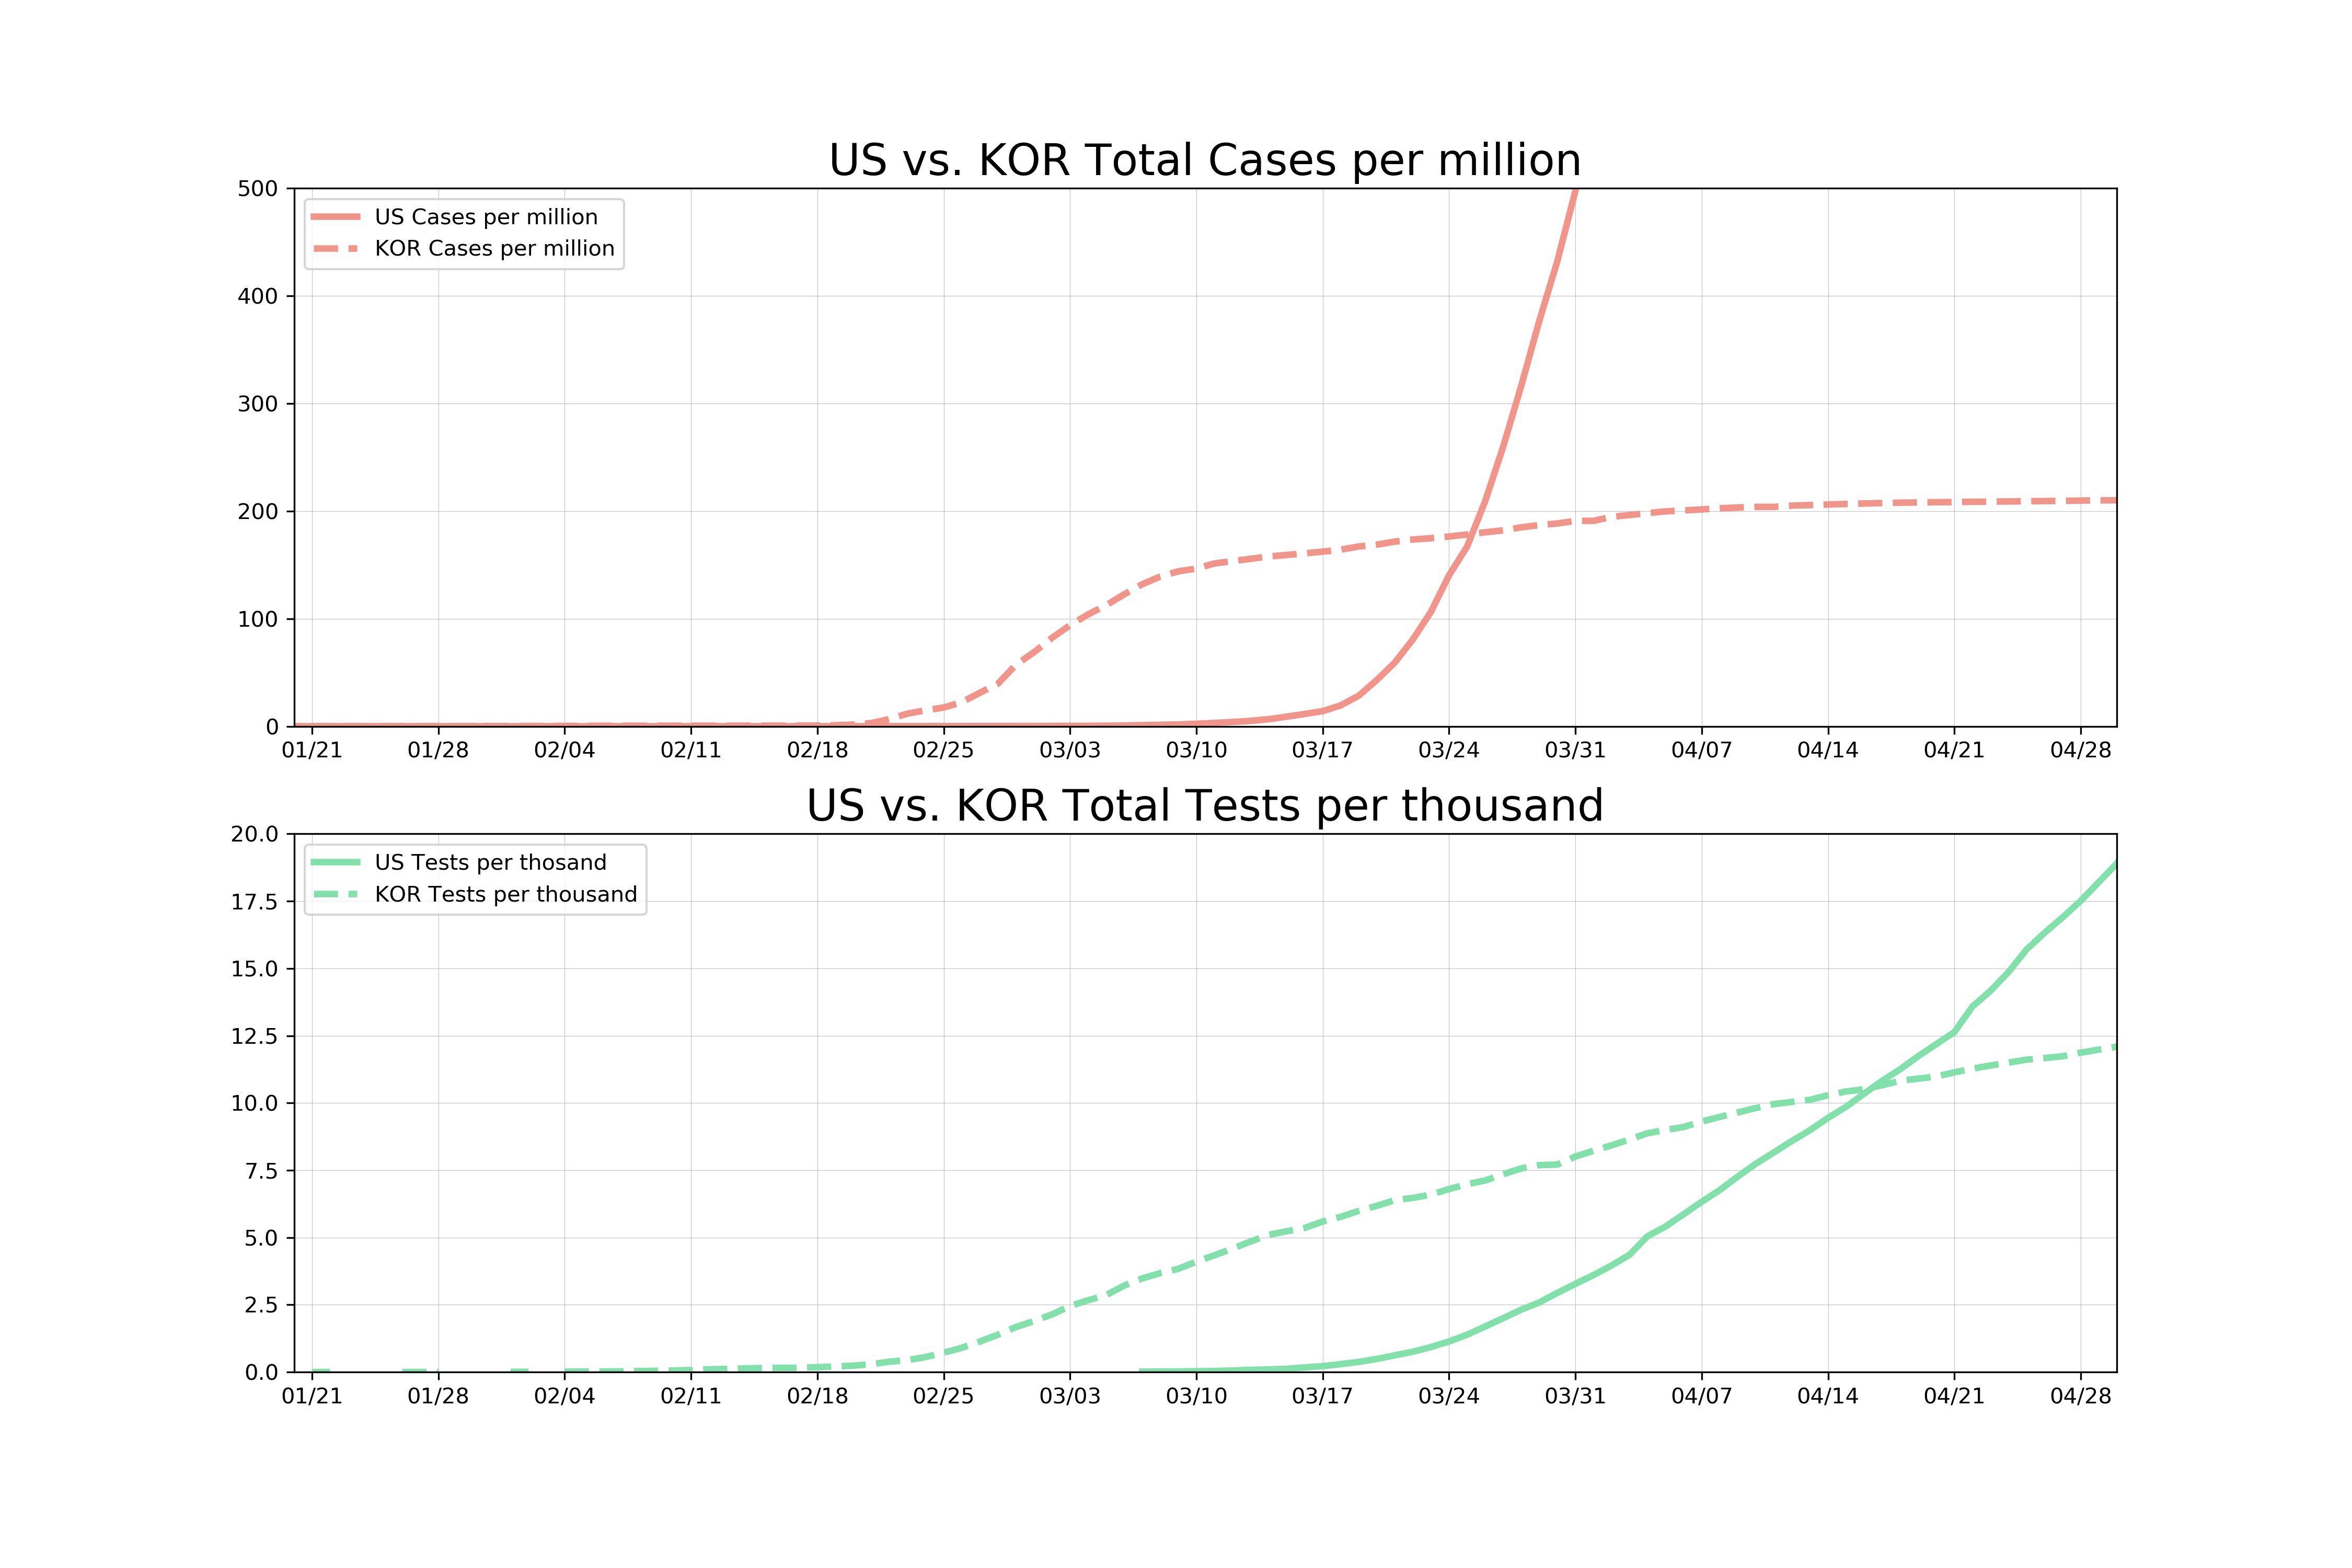 US vs. KOR Total Cases per million
500
US Cases per million
KOR Cases per million
400
300
200
100
0
01/21 01/28 02/04 02/11 02/18 02/25 03/03 03/10 03/17 03/24 03/31 04/07 04/14 04/21 04/28
US vs. KOR Total Tests per thousand
20.0
US Tests per thosand
KOR Tests per thousand
17.5
15.0
12.5
10.0
7.5
5.0
2.5
0.0
01/21 01/28 02/04 02/11 02/18 02/25 03/03 03/10 03/17 03/24 03/31 04/07 04/14 04/21 04/28